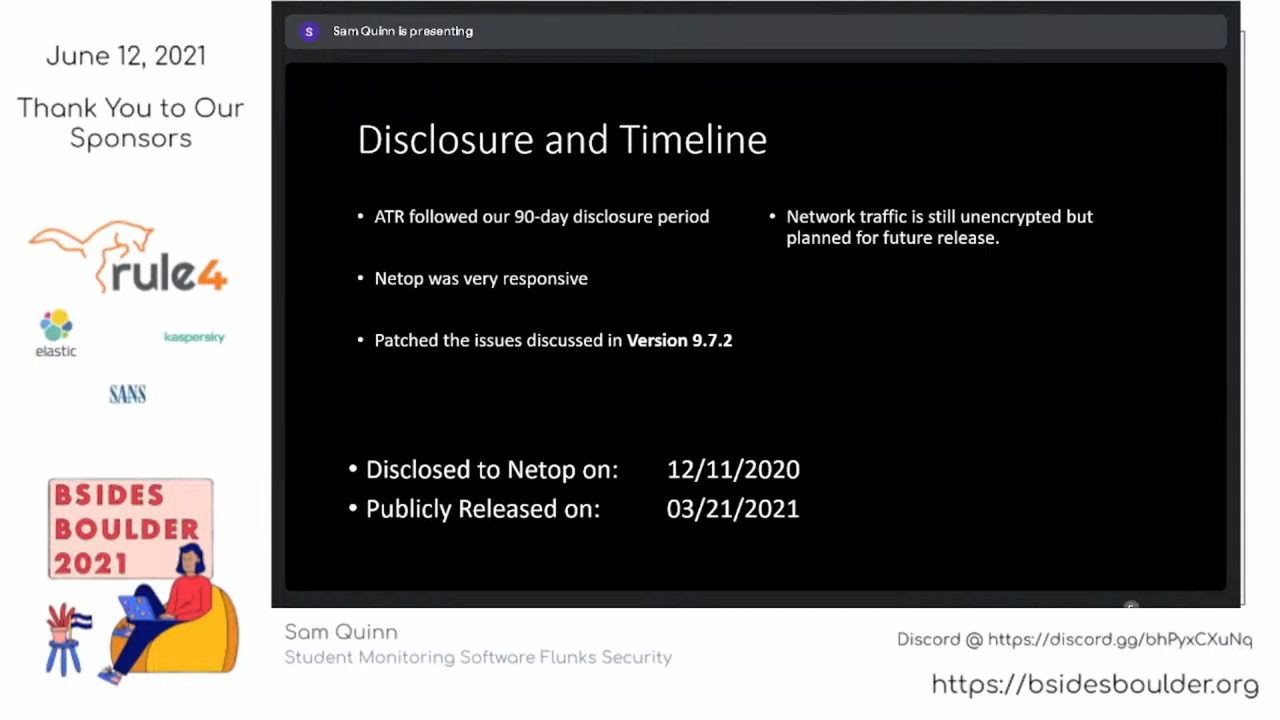 June 12, 2021
Thank You to Our
Sponsors
rule4
elastic
kaspersky
SANS
BSIDES
BOULDER
2021
S
Sam Quinn is presenting
Disclosure and Timeline
• ATR followed our 90-day disclosure period
• Netop was very responsive
• Patched the issues discussed in Version 9.7.2
• Network traffic is still unencrypted but
planned for future release.
• Disclosed to Netop on: 12/11/2020
• Publicly Released on: 03/21/2021
Sam Quinn
Student Monitoring Software Flunks Security
Discord @ https://discord.gg/bhPyxCXuNq
https://bsidesboulder.org